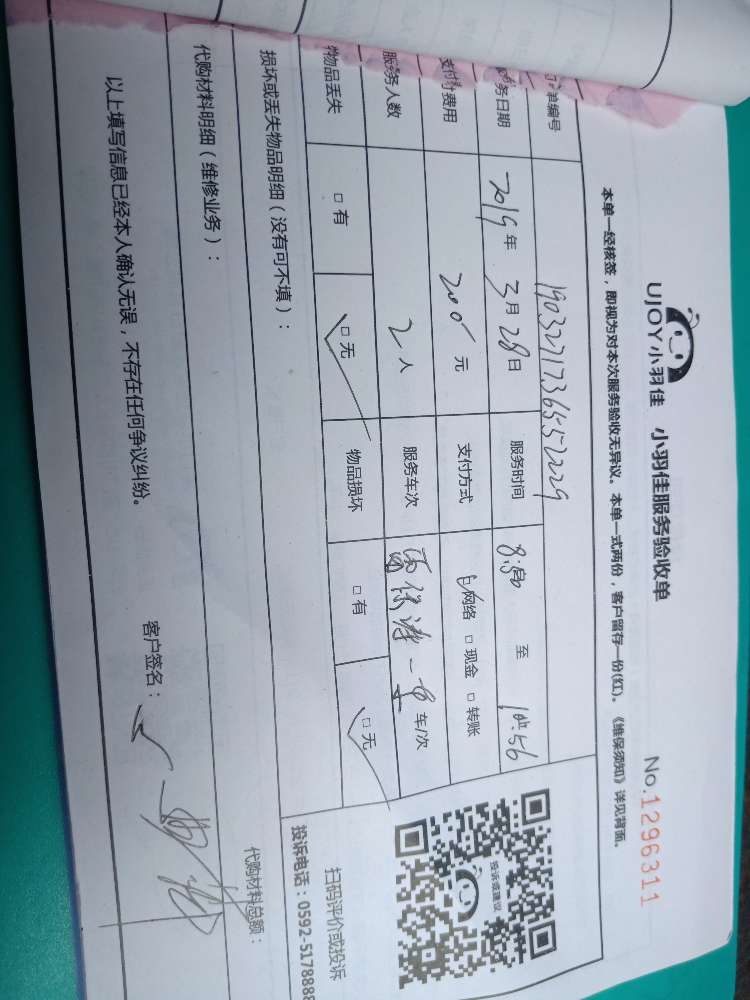 UJOY小羽佳 小羽佳服务验收单 No.1296311
本单一经核签，即视为对本次服务验收无异议。本单一式两份，客户留存一份(红)。《维保须知》详见背面。
单编号 19032717365552229
务日期 2019年3月28日 服务时间 8:50 至
支付费用 200元 支付方式 网络 □现金 □转账
服务人数 2人 服务车次 车/次
物品丢失 □有 □无 物品损坏 □有 □无
损坏或丢失物品明细（没有可不填）：
投诉或建议
扫码评价或投诉
投诉电话：0592-5178888
代购材料明细（维修业务）： 代购材料总额：
以上填写信息已经本人确认无误，不存在任何争议纠纷。 客户签名：